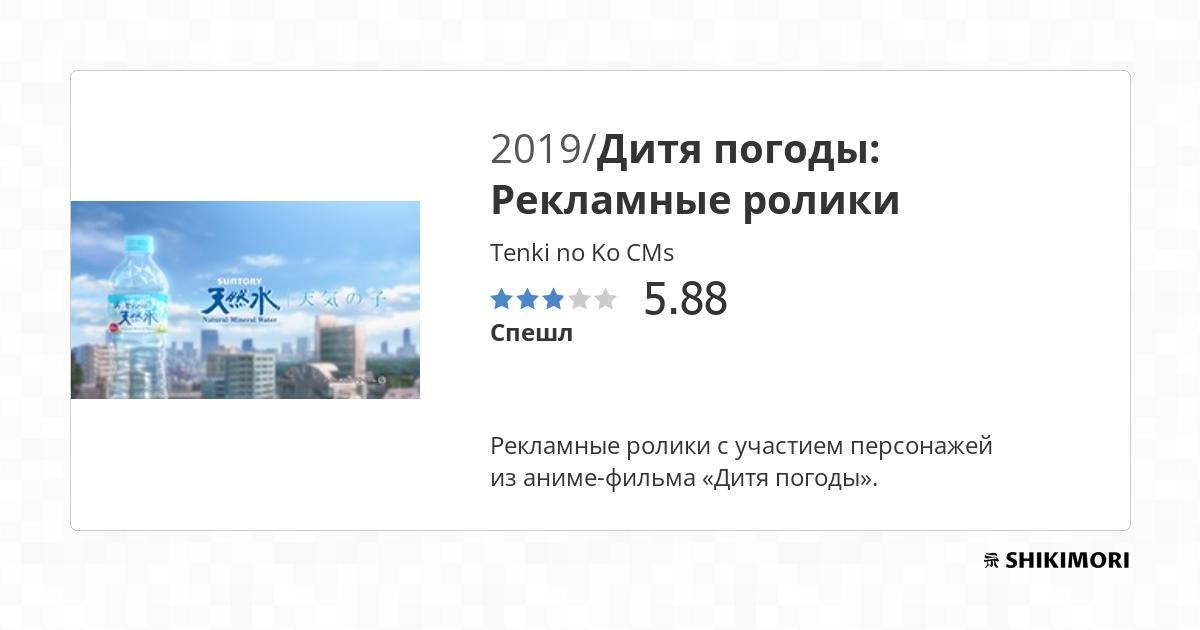 2019/Дитя погоды:
Рекламные ролики
Tenki no Ko CMs
5.88
Спешл
SUNTORY
天然水
天気の子
Natural Mineral Water
Рекламные ролики с участием персонажей
из аниме-фильма «Дитя погоды».
SHIKIMORI